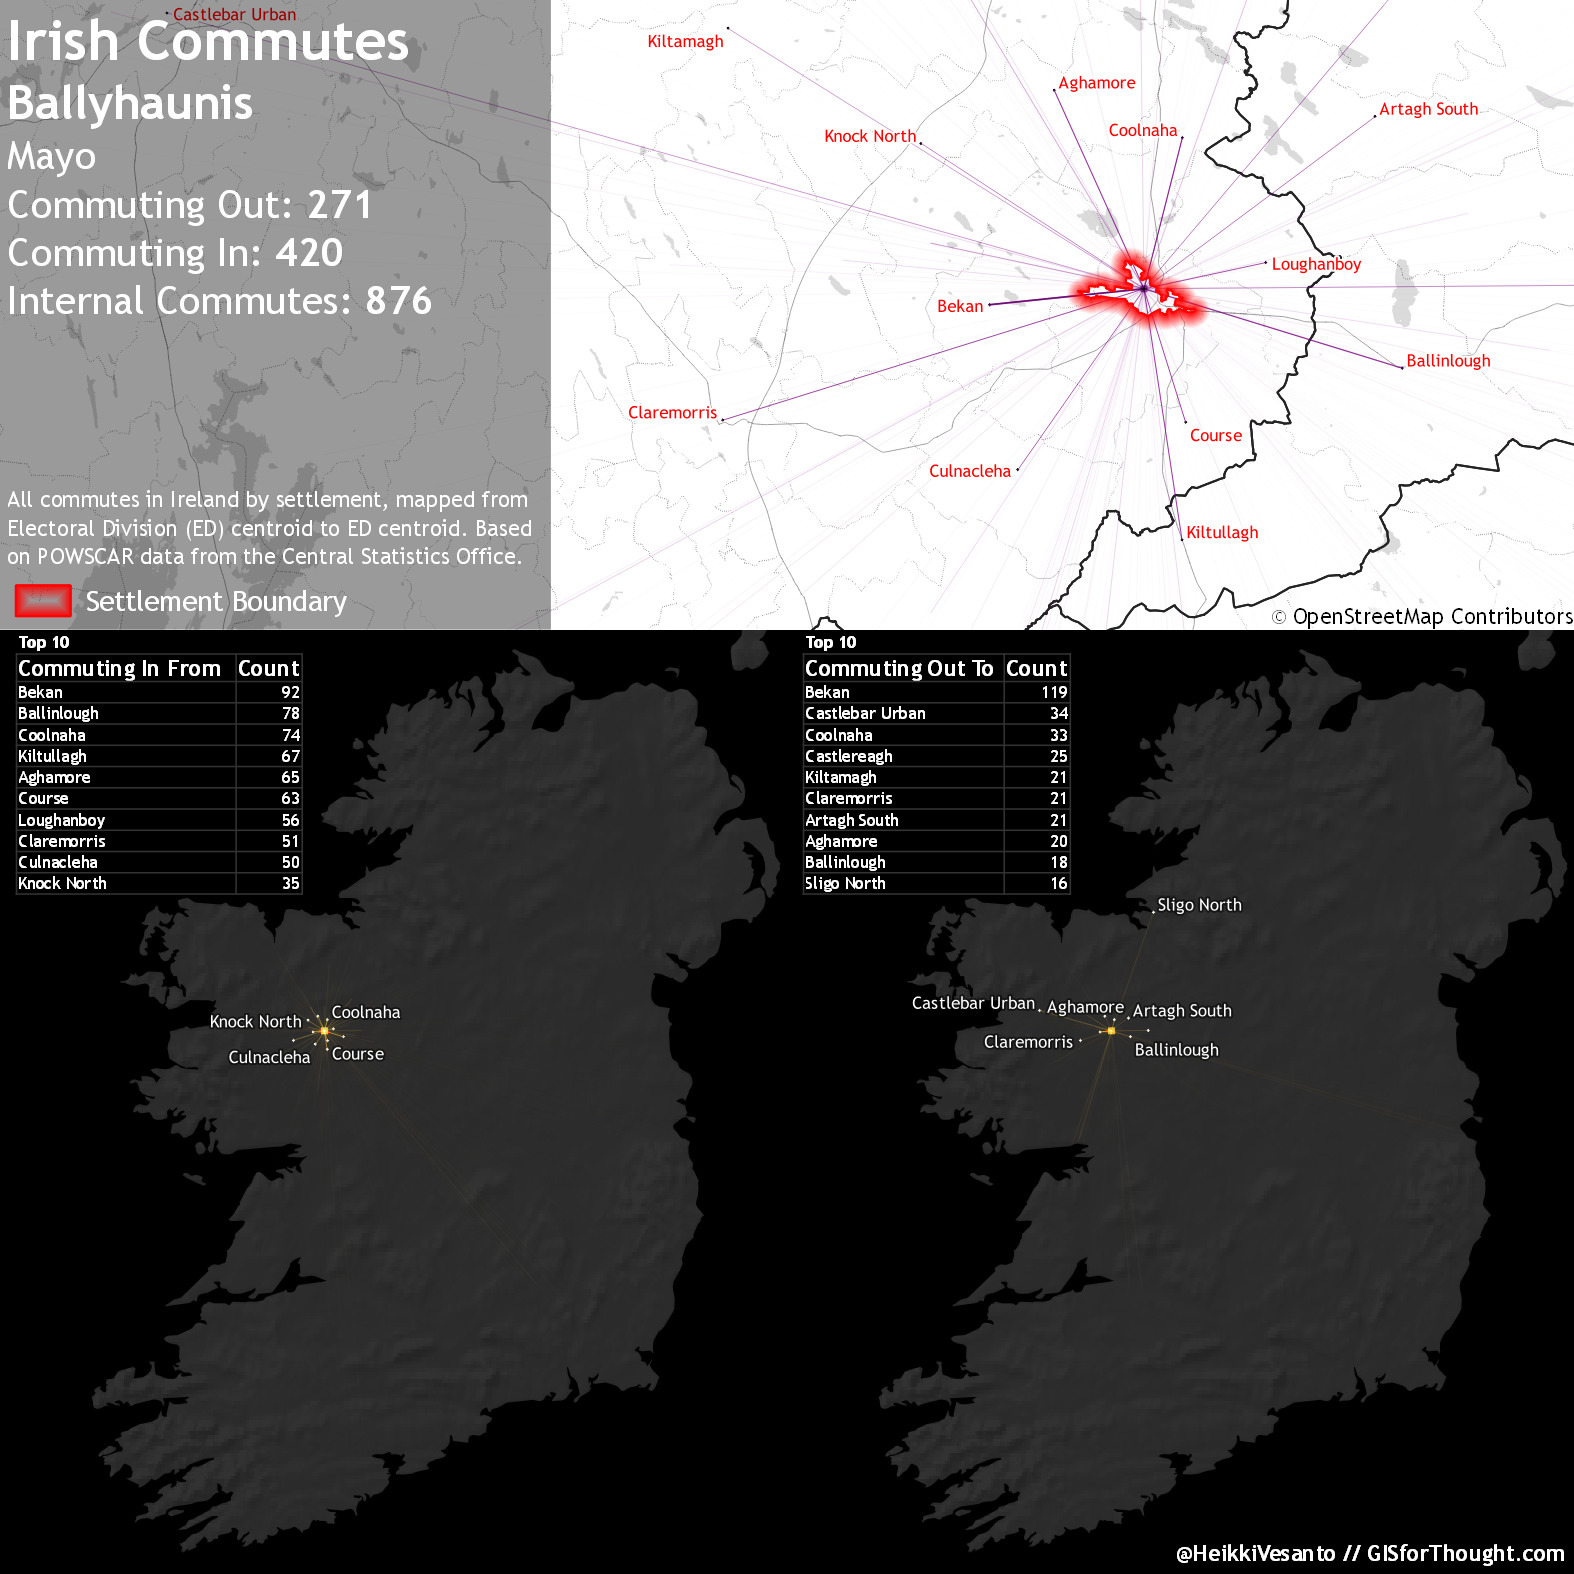 Castlebar Urban
Irish Commutes
Ballyhaunis
Mayo
Commuting Out: 271
Commuting In: 420
Internal Commutes: 876
All commutes in Ireland by settlement, mapped from
Electoral Division (ED) centroid to ED centroid. Based
on POWSCAR data from the Central Statistics Office.
Settlement Boundary
Kiltamagh
Aghamore
Artagh South
Coolnaha
Knock North
Loughanboy
Bekan
Ballinlough
Claremorris
Course
Culnacleha
Kiltullagh
© OpenStreetMap Contributors
Top 10
Commuting In From Count
Bekan 92
Ballinlough 78
Coolnaha 74
Kiltullagh 67
Aghamore 65
Course 63
Loughanboy 56
Claremorris 51
Culnacleha 50
Knock North 35
Coolnaha
Knock North
Culnacleha
Course
Top 10
Commuting Out To Count
Bekan 119
Castlebar Urban 34
Coolnaha 33
Castlereagh 25
Kiltamagh 21
Claremorris 21
Artagh South 21
Aghamore 20
Ballinlough 18
Sligo North 16
Sligo North
Castlebar Urban
Aghamore
Artagh South
Claremorris
Ballinlough
@HeikkiVesanto // GISforThought.com